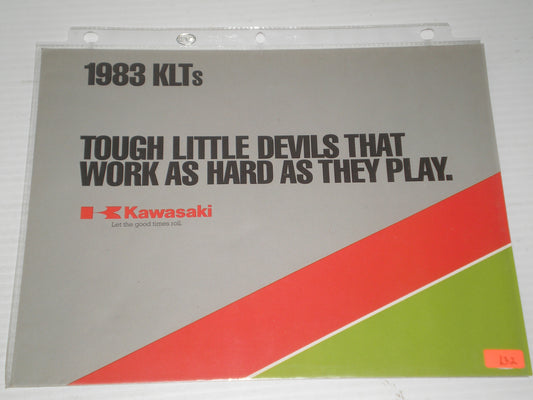 1983 KLTs
TOUGH LITTLE DEVILS THAT
WORK AS HARD AS THEY PLAY.
Kawasaki
Let the good times roll.